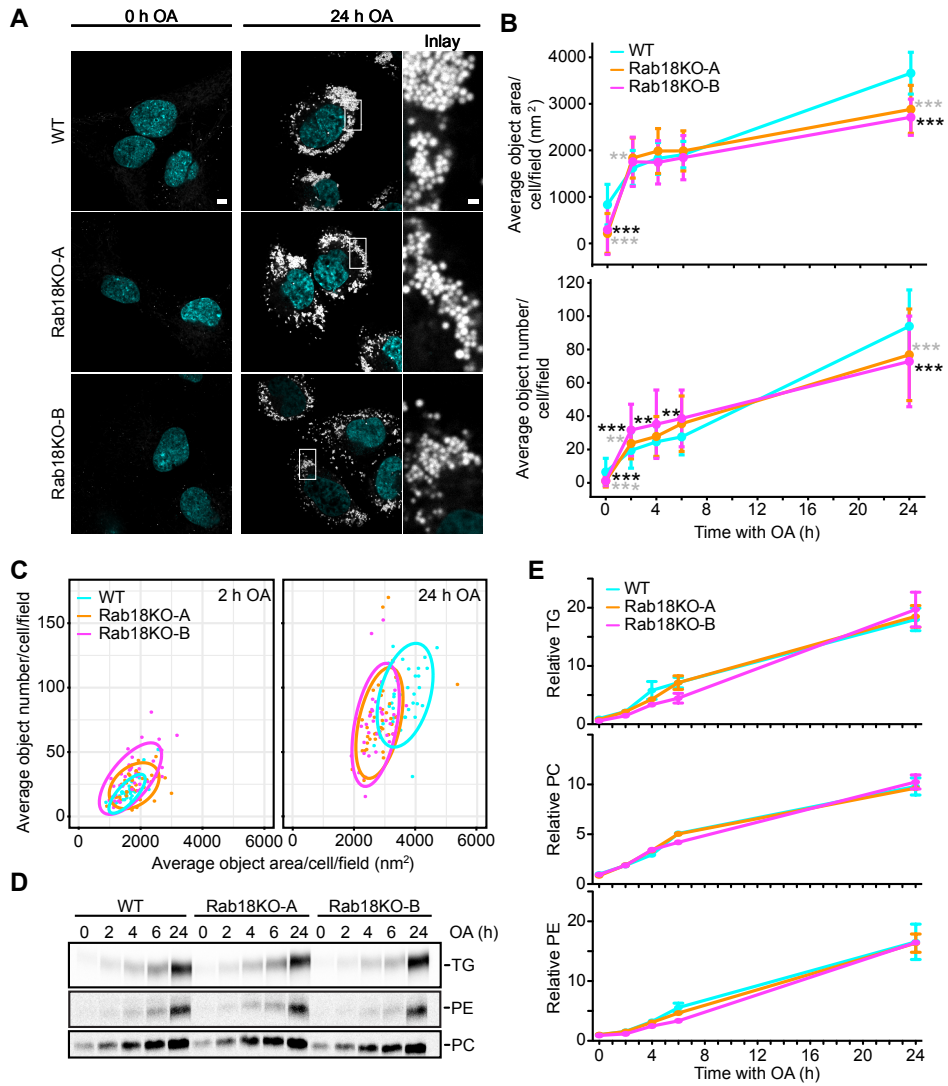 A
0 h OA
24 h OA
Inlay
WT
Rab18KO-A
Rab18KO-B
B
WT
Rab18KO-A
Rab18KO-B
Average object area/
cell/field (nm²)
4000
3000
2000
1000
0
**
***
***
***
***
Average object number/
cell/field
120
100
80
60
40
20
0
***
**
**
**
***
***
***
***
0 4 8 12 16 20 24
Time with OA (h)
C
WT
Rab18KO-A
Rab18KO-B
2 h OA
24 h OA
Average object number/cell/field
150
100
50
0
0 2000 4000 6000 0 2000 4000 6000
Average object area/cell/field (nm²)
D
WT Rab18KO-A Rab18KO-B
0 2 4 6 24 0 2 4 6 24 0 2 4 6 24 OA (h)
-TG
-PE
-PC
E
WT
Rab18KO-A
Rab18KO-B
Relative TG
20
10
0
Relative PC
10
5
0
Relative PE
20
10
0
0 4 8 12 16 20 24
Time with OA (h)